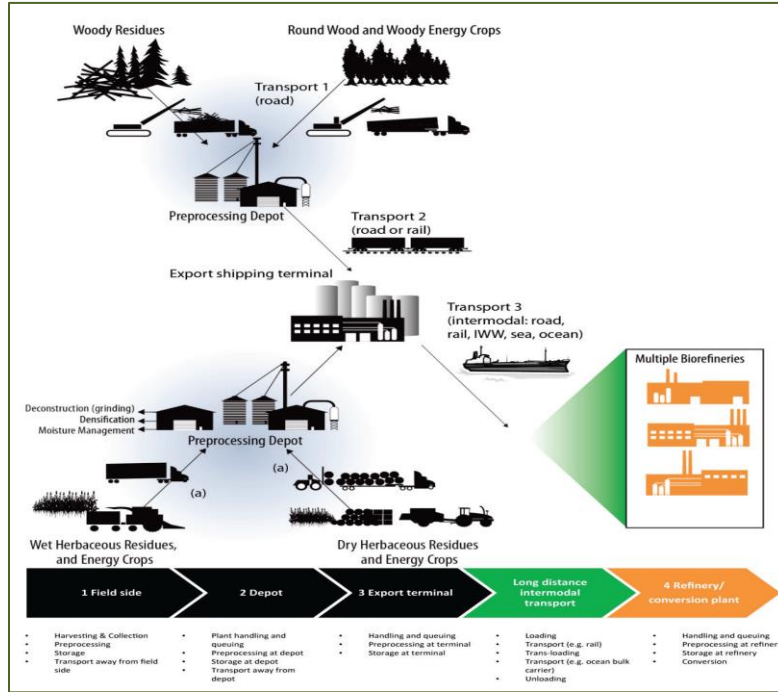 Woody Residues
Round Wood and Woody Energy Crops
Transport 1
(road)
Preprocessing Depot
Transport 2
(road or rail)
Export shipping terminal
Transport 3
(intermodal: road,
rail, IWW, sea, ocean)
Multiple Biorefineries
Deconstruction (grinding)
Densification
Moisture Management
Preprocessing Depot
(a)
(a)
Wet Herbaceous Residues,
and Energy Crops
Dry Herbaceous Residues
and Energy Crops
1 Field side
2 Depot
3 Export terminal
Long distance
intermodal
transport
4 Refinery/
conversion plant
• Harvesting & Collection
• Preprocessing
• Storage
• Transport away from field
side
• Plant handling and
queuing
• Preprocessing at depot
• Storage at depot
• Transport away from
depot
• Handling and queuing
• Preprocessing at terminal
• Storage at terminal
• Loading
• Transport (e.g. rail)
• Trans-loading
• Transport (e.g. ocean bulk
carrier)
• Unloading
• Handling and queuing
• Preprocessing at refiner
• Storage at refinery
• Conversion